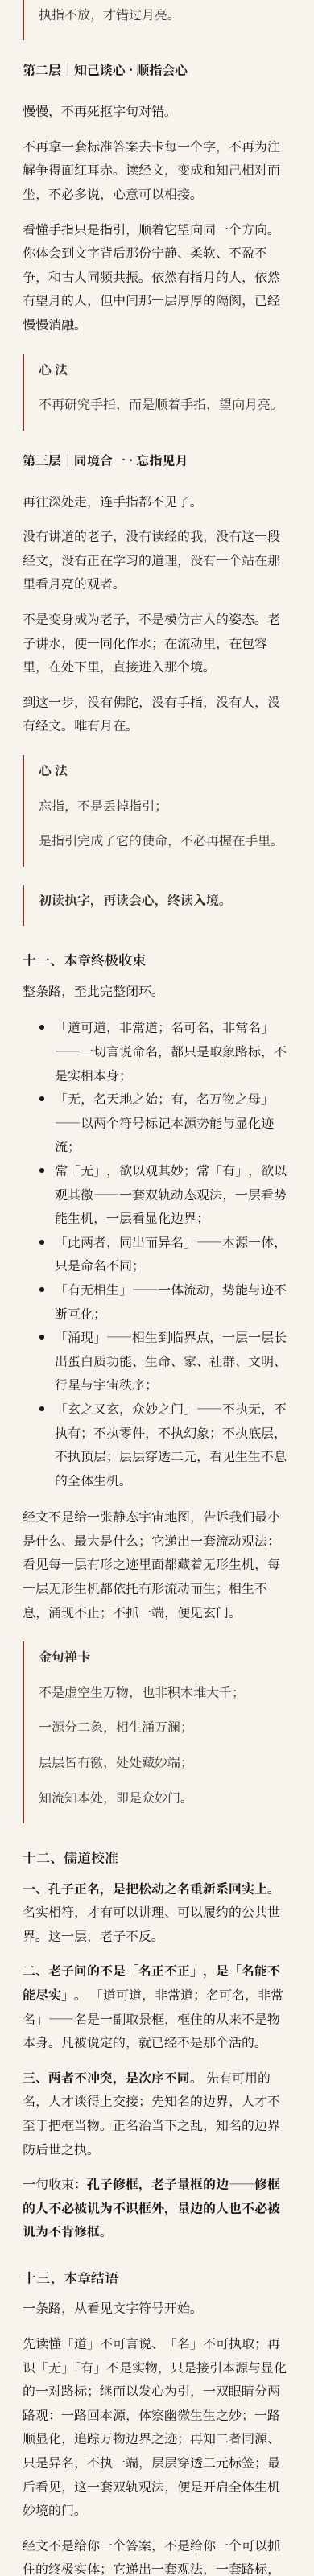 执指不放，才错过月亮。
第二层｜知己谈心 · 顺指会心
慢慢，不再死抠字句对错。
不再拿一套标准答案去卡每一个字，不再为注
解争得面红耳赤。读经文，变成和知己相对而
坐，不必多说，心意可以相接。
看懂手指只是指引，顺着它望向同一个方向。
你体会到文字背后那份宁静、柔软、不盈不
争，和古人同频共振。依然有指月的人，依然
有望月的人，但中间那一层厚厚的隔阂，已经
慢慢消融。
心 法
不再研究手指，而是顺着手指，望向月亮。
第三层｜同境合一 · 忘指见月
再往深处走，连手指都不见了。
没有讲道的老子，没有读经的我，没有这一段
经文，没有正在学习的道理，没有一个站在那
里看月亮的观者。
不是变身成为老子，不是模仿古人的姿态。老
子讲水，便一同化作水；在流动里，在包容
里，在处下里，直接进入那个境。
到这一步，没有佛陀，没有手指，没有人，没
有经文。唯有月在。
心 法
忘指，不是丢掉指引；
是指引完成了它的使命，不必再握在手里。
初读执字，再读会心，终读入境。
十一、本章终极收束
整条路，至此完整闭环。
• 「道可道，非常道；名可名，非常名」
——一切言说命名，都只是取象路标，不
是实相本身；
• 「无，名天地之始；有，名万物之母」
——以两个符号标记本源势能与显化迹
流；
• 常「无」，欲以观其妙；常「有」，欲以
观其徼——一套双轨动态观法，一层看势
能生机，一层看显化边界；
• 「此两者，同出而异名」——本源一体，
只是命名不同；
• 「有无相生」——一体流动，势能与迹不
断互化；
• 「涌现」——相生到临界点，一层一层长
出蛋白质功能、生命、家、社群、文明、
行星与宇宙秩序；
• 「玄之又玄，众妙之门」——不执无，不
执有；不执零件，不执幻象；不执底层，
不执顶层；层层穿透二元，看见生生不息
的全体生机。
经文不是给一张静态宇宙地图，告诉我们最小
是什么、最大是什么；它递出一套流动观法：
看见每一层有形之迹里面都藏着无形生机，每
一层无形生机都依托有形流动而生；相生不
息，涌现不止；不抓一端，便见玄门。
金句禅卡
不是虚空生万物，也非积木堆大千；
一源分二象，相生涌万澜；
层层皆有徼，处处藏妙端；
知流知本处，即是众妙门。
十二、儒道校准
一、孔子正名，是把松动之名重新系回实上。
名实相符，才有可以讲理、可以履约的公共世
界。这一层，老子不反。
二、老子问的不是「名正不正」，是「名能不
能尽实」。「道可道，非常道；名可名，非常
名」——名是一副取景框，框住的从来不是物
本身。凡被说定的，就已经不是那个活的。
三、两者不冲突，是次序不同。先有可用的
名，人才谈得上交接；先知名的边界，人才不
至于把框当物。正名治当下之乱，知名的边界
防后世之执。
一句收束：孔子修框，老子量框的边——修框
的人不必被讥为不识框外，量边的人也不必被
讥为不肯修框。
十三、本章结语
一条路，从看见文字符号开始。
先读懂「道」不可言说、「名」不可执取；再
识「无」「有」不是实物，只是接引本源与显化
的一对路标；继而以发心为引，一双眼睛分两
路观：一路回本源，体察幽微生生之妙；一路
顺显化，追踪万物边界之迹；再知二者同源、
只是异名，不执一端，层层穿透二元标签；最
后看见，这一套双轨观法，便是开启全体生机
妙境的门。
经文不是给你一个答案，不是给你一个可以抓
住的终极实体；它递出一套观法，一套路标，